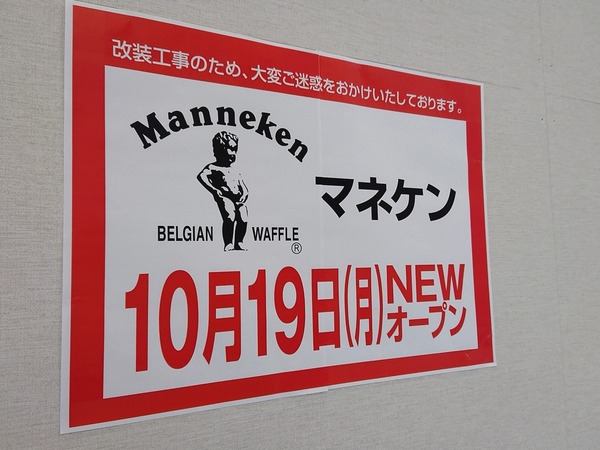 改装工事のため、大変ご迷惑をおかけいたしております。
Manneken
マネケン
BELGIAN WAFFLE
®
10月19日(月)NEW
オープン